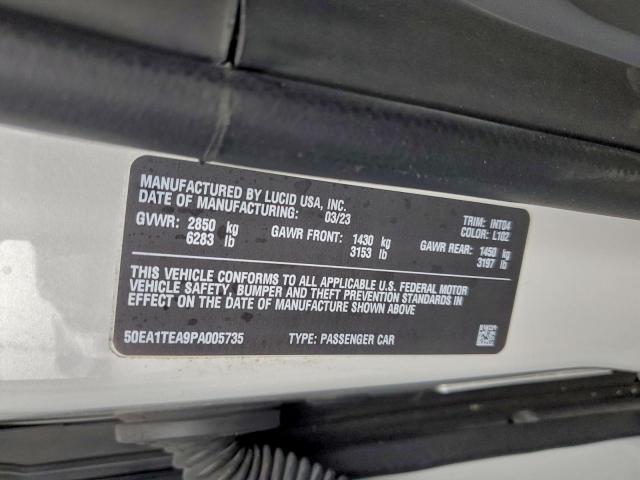 MANUFACTURED BY LUCID USA, INC.
DATE OF MANUFACTURING: 03/23
TRIM: INT04
COLOR: L102
GVWR: 2850 kg GAWR FRONT: 1430 kg GAWR REAR: 1450 kg
6283 lb 3153 lb 3197 lb
THIS VEHICLE CONFORMS TO ALL APPLICABLE U.S. FEDERAL MOTOR
VEHICLE SAFETY, BUMPER AND THEFT PREVENTION STANDARDS IN
EFFECT ON THE DATE OF MANUFACTURE SHOWN ABOVE
50EA1TEA9PA005735 TYPE: PASSENGER CAR